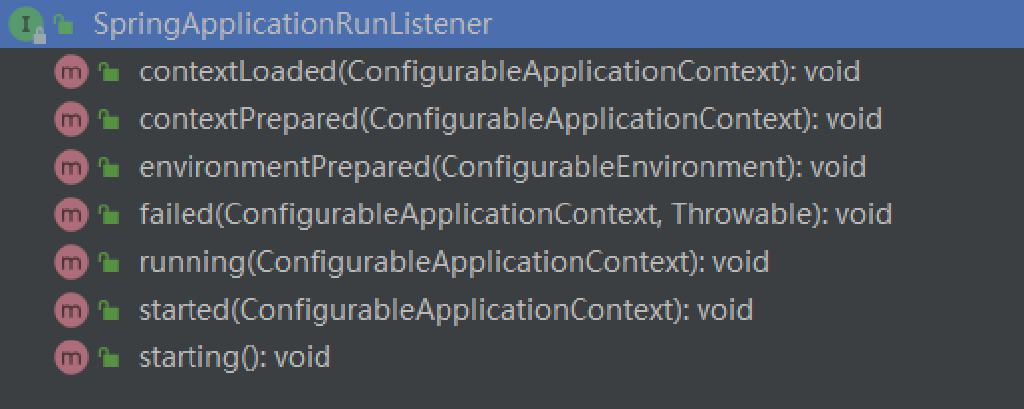 I SpringApplicationRunListener
m contextLoaded(ConfigurableApplicationContext): void
m contextPrepared(ConfigurableApplicationContext): void
m environmentPrepared(ConfigurableEnvironment): void
m failed(ConfigurableApplicationContext, Throwable): void
m running(ConfigurableApplicationContext): void
m started(ConfigurableApplicationContext): void
m starting(): void